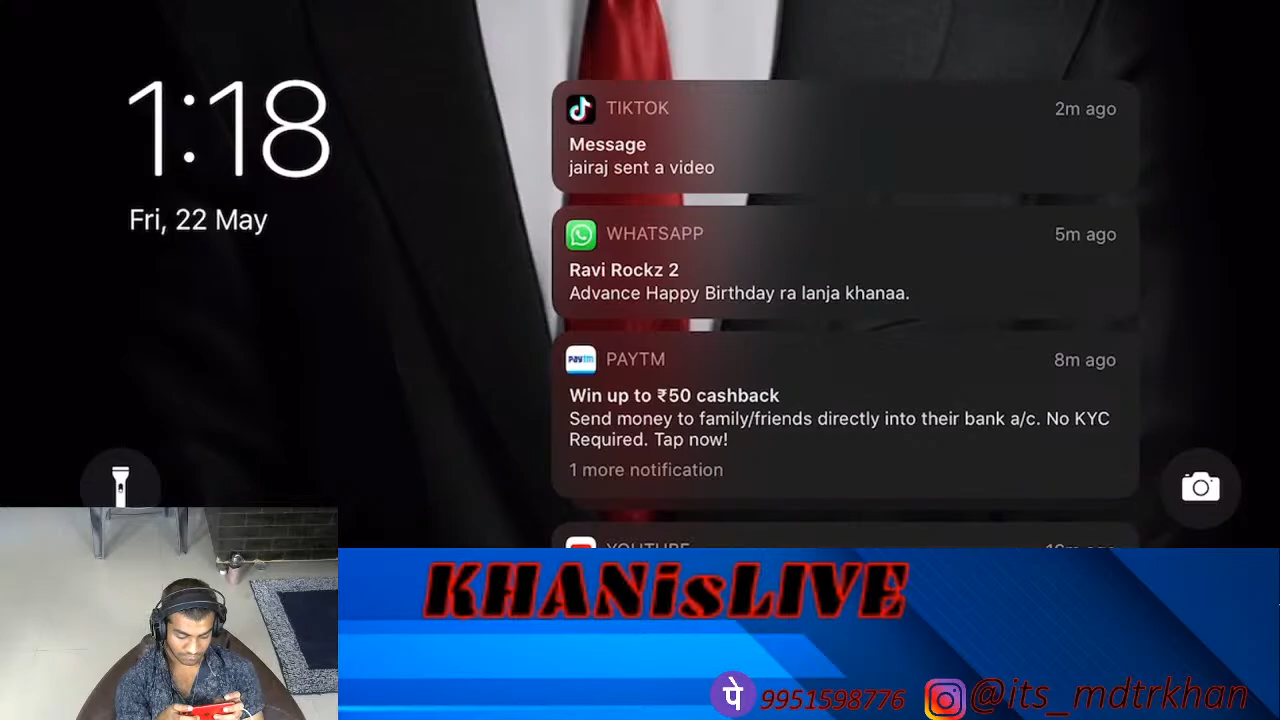 1:18
Fri, 22 May
TIKTOK
2m ago
Message
jairaj sent a video
WHATSAPP
5m ago
Ravi Rockz 2
Advance Happy Birthday ra lanja khanaa.
paytm
PAYTM
8m ago
Win up to ₹50 cashback
Send money to family/friends directly into their bank a/c. No KYC
Required. Tap now!
1 more notification
YOUTUBE
KHANisLIVE
पे 9951598776
@its_mdtrkhan